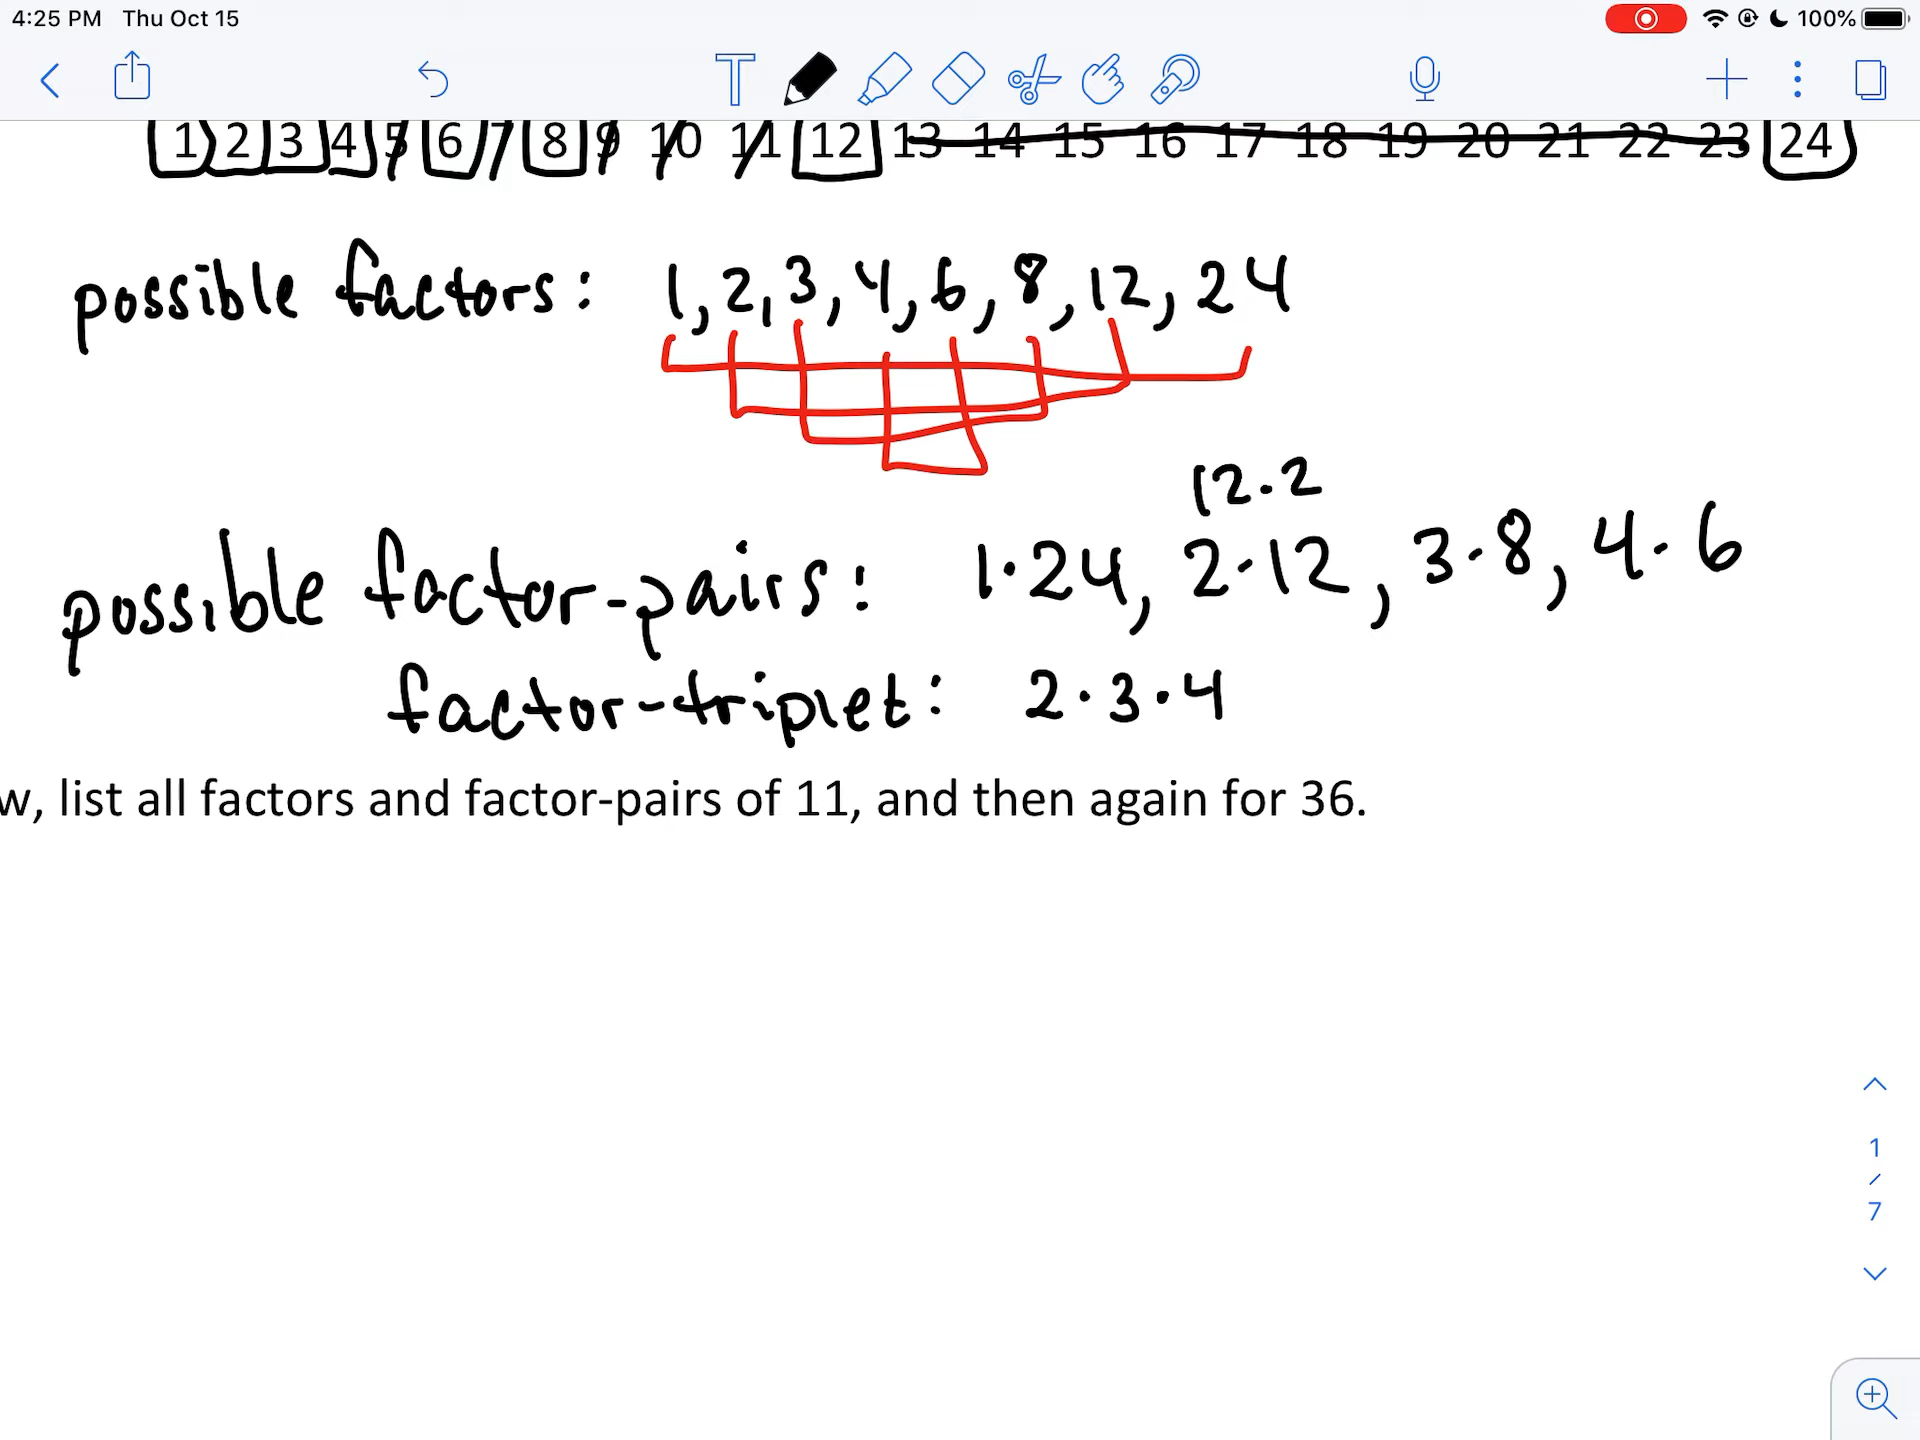 4:25 PM Thu Oct 15 100%
T
1 2 3 4 5 6 7 8 9 10 11 12 13 14 15 16 17 18 19 20 21 22 23 24
possible factors: 1, 2, 3, 4, 6, 8, 12, 24
12·2
possible factor-pairs: 1·24, 2·12, 3·8, 4·6
factor-triplet: 2·3·4
w, list all factors and factor-pairs of 11, and then again for 36.
1
/
7